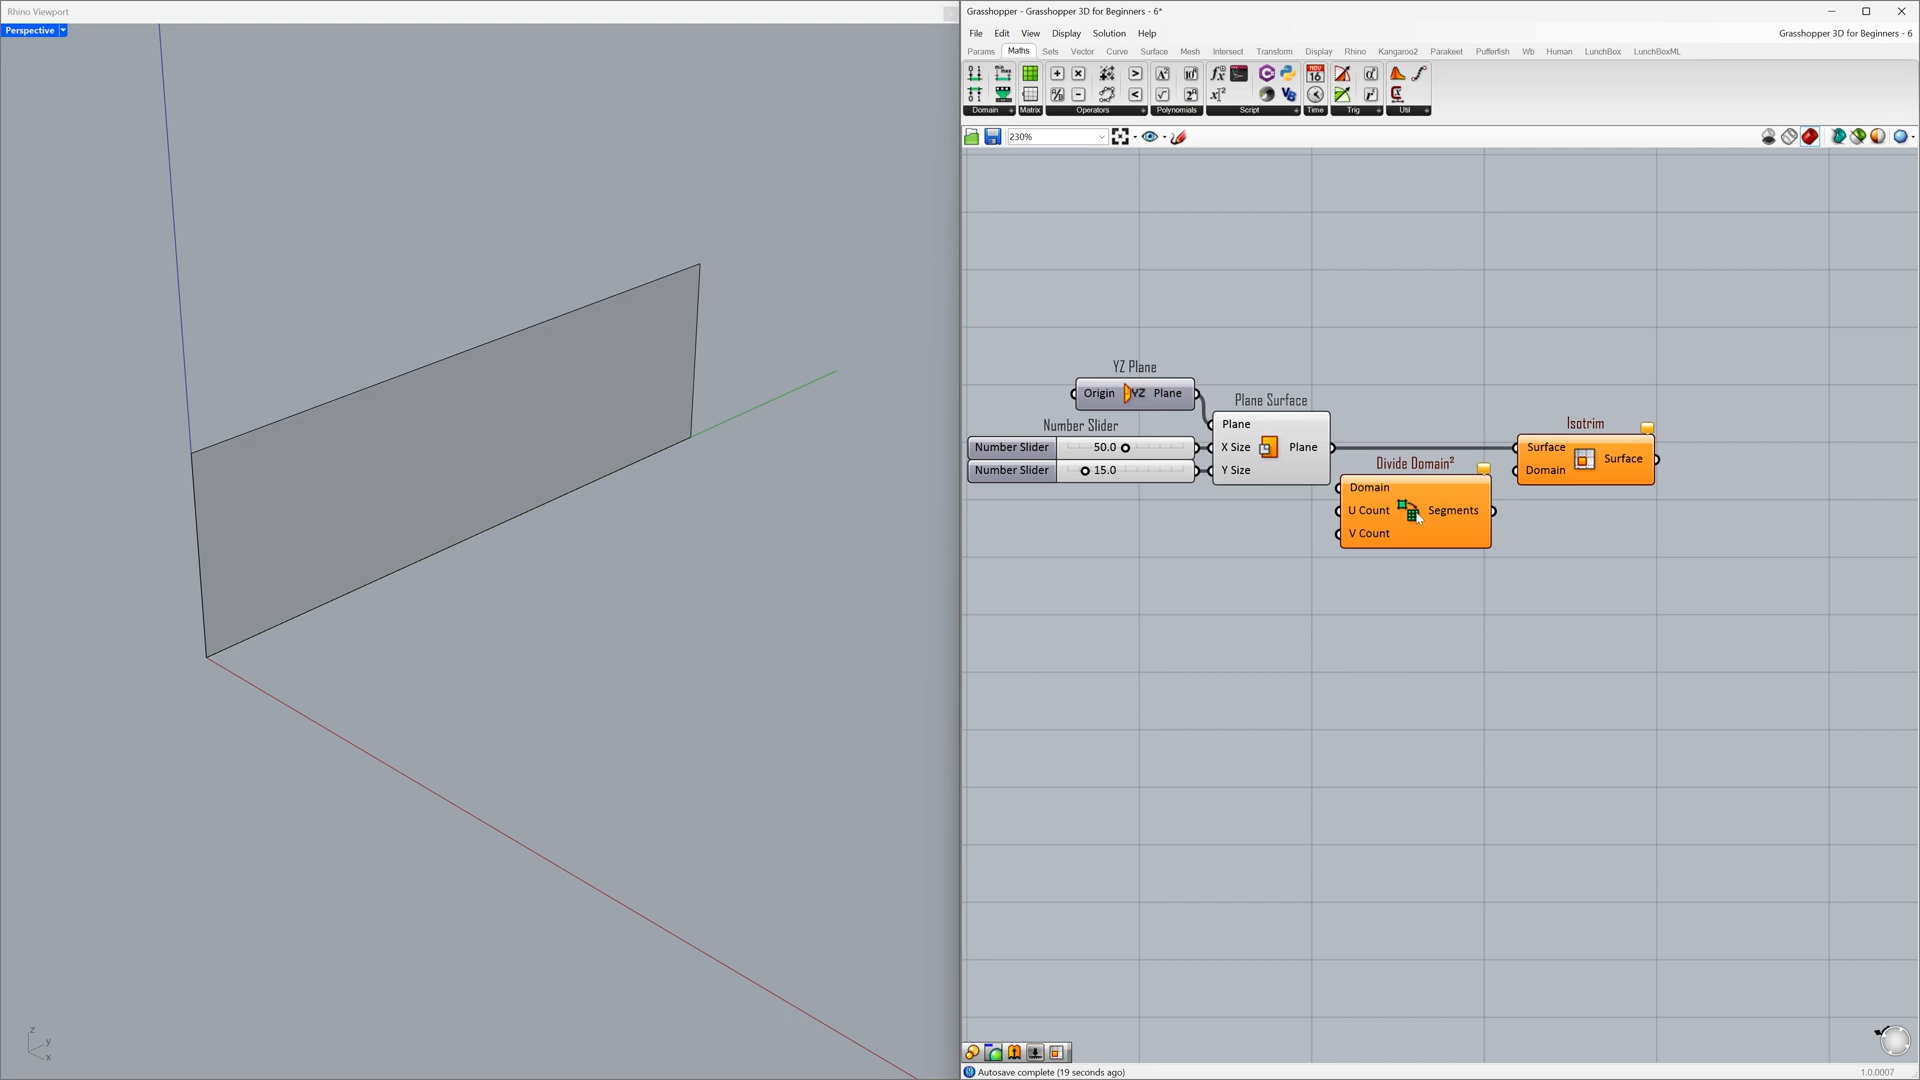 Rhino Viewport
Perspective
z
y
x
Grasshopper - Grasshopper 3D for Beginners - 6*
File Edit View Display Solution Help
Grasshopper 3D for Beginners - 6
Params Maths Sets Vector Curve Surface Mesh Intersect Transform Display Rhino Kangaroo2 Parakeet Pufferfish Wb Human LunchBox LunchBoxML
Domain Matrix Operators Polynomials Script Time Trig Util
230%
YZ Plane
Origin YZ Plane
Number Slider
Number Slider 50.0
Number Slider 15.0
Plane Surface
Plane
X Size Plane
Y Size
Divide Domain²
Domain
U Count Segments
V Count
Isotrim
Surface
Domain Surface
Autosave complete (19 seconds ago)
1.0.0007